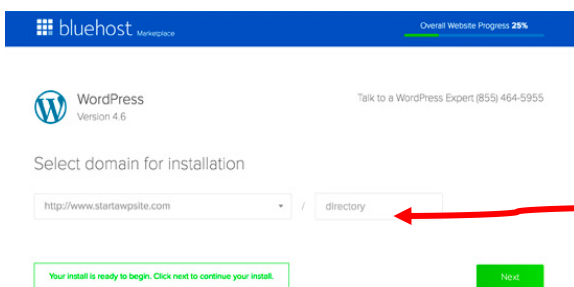 bluehost Marketplace
Overall Website Progress 25%
WordPress
Version 4.6
Talk to a WordPress Expert (855) 464-5955
Select domain for installation
http://www.startawpsite.com / directory
Your install is ready to begin. Click next to continue your install.
Next